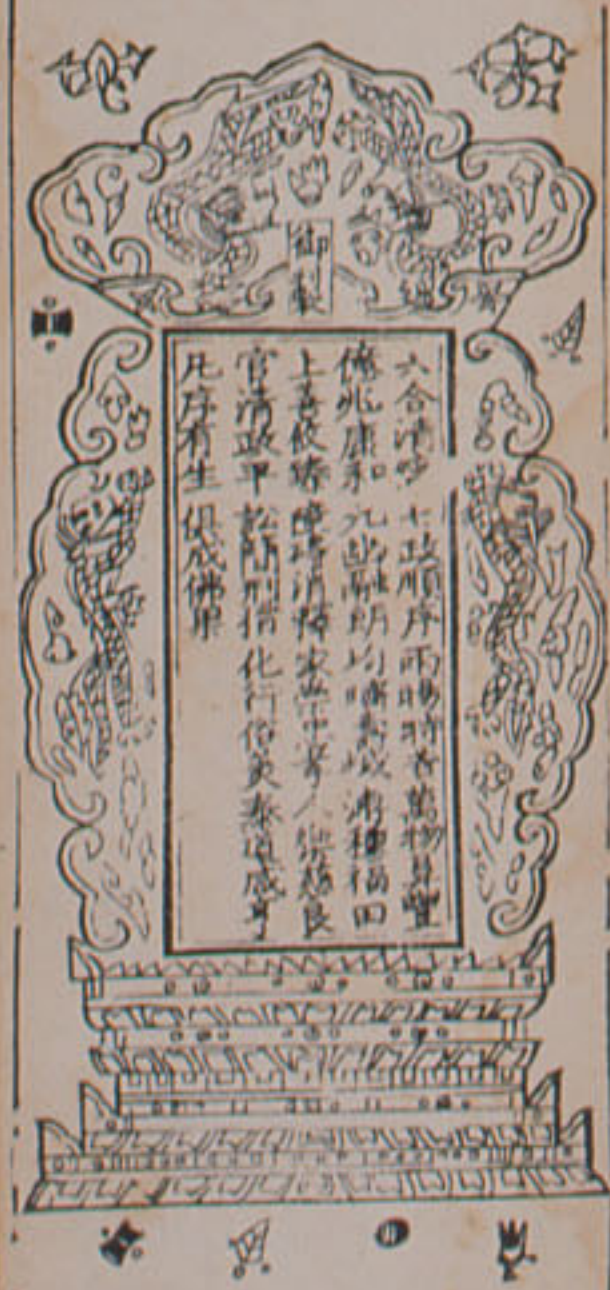 御製
六合清寧 七政順序 雨暘時若 萬物阜豐
億兆康和 九幽融朗 均躋壽域 溥種福田
上善攸臻 障碍消釋 家崇忠孝 人樂慈良
官清政平 訟簡刑措 化行俗美 泰道咸亨
凡厥有生 俱成佛果